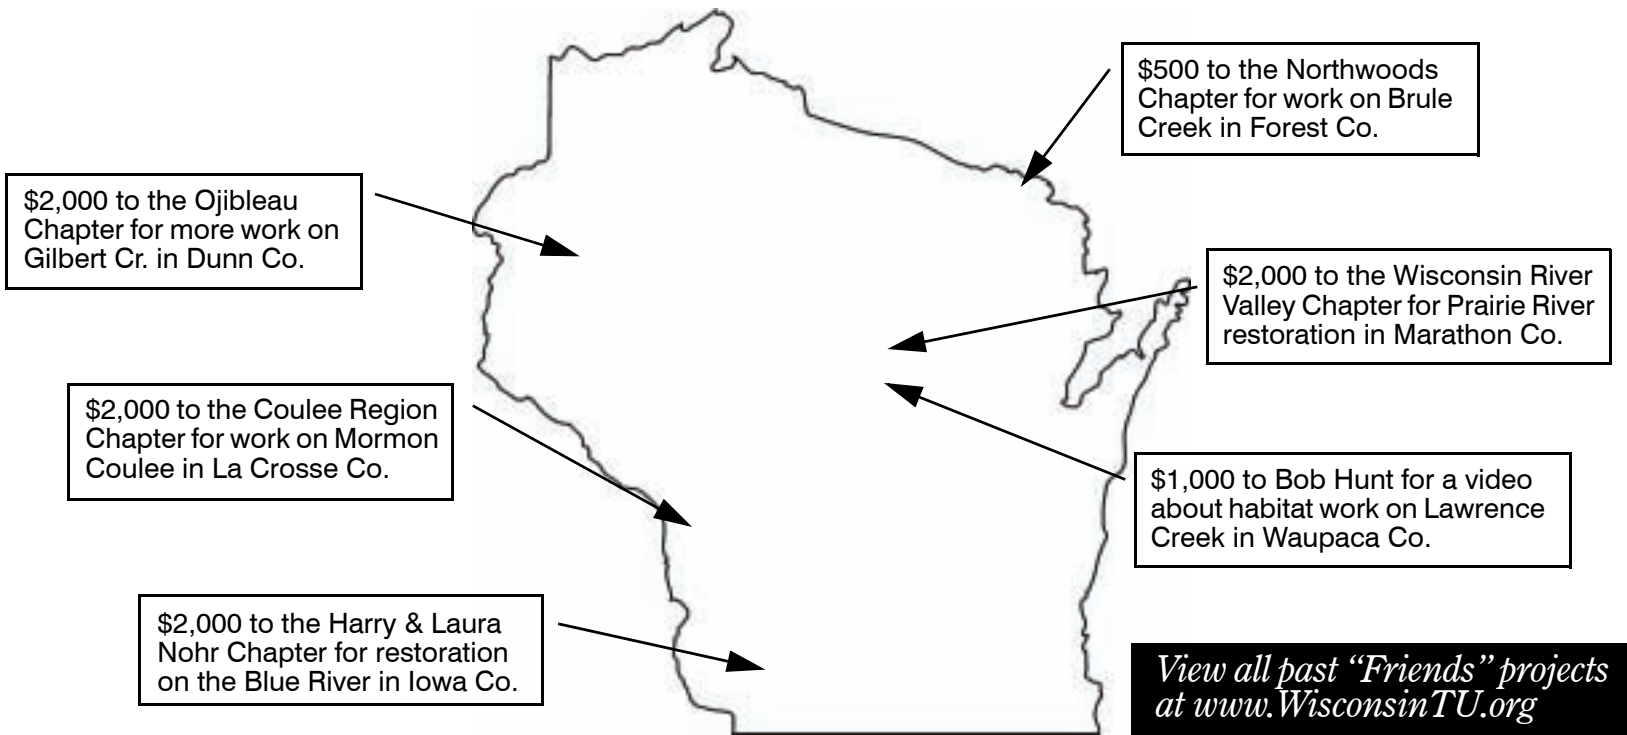 $500 to the Northwoods
Chapter for work on Brule
Creek in Forest Co.
$2,000 to the Ojibleau
Chapter for more work on
Gilbert Cr. in Dunn Co.
$2,000 to the Wisconsin River
Valley Chapter for Prairie River
restoration in Marathon Co.
$2,000 to the Coulee Region
Chapter for work on Mormon
Coulee in La Crosse Co.
$1,000 to Bob Hunt for a video
about habitat work on Lawrence
Creek in Waupaca Co.
$2,000 to the Harry & Laura
Nohr Chapter for restoration
on the Blue River in Iowa Co.
View all past “Friends” projects
at www.WisconsinTU.org